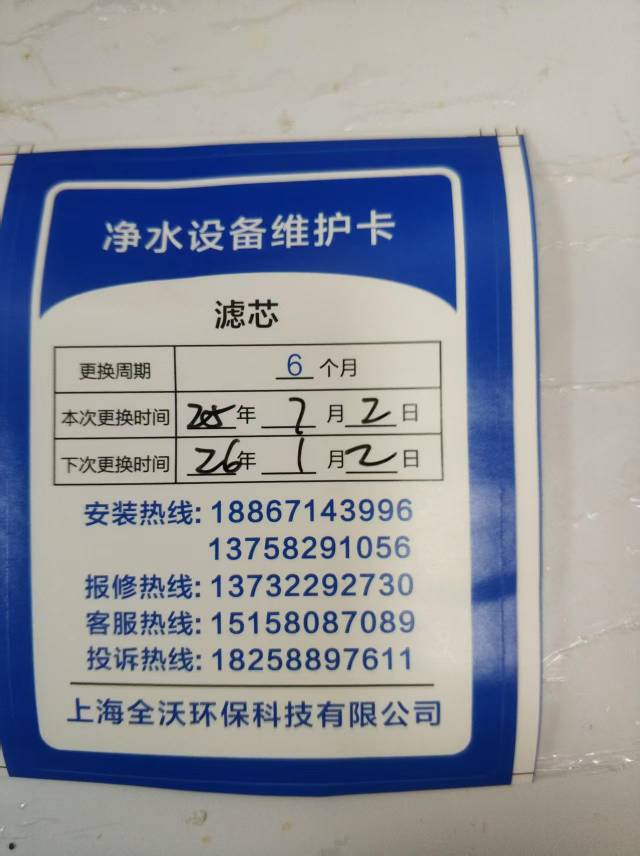 净水设备维护卡
滤芯
更换周期 6 个月
本次更换时间 205年 7月2日
下次更换时间 26年1月2日
安装热线: 18867143996
13758291056
报修热线: 13732292730
客服热线: 15158087089
投诉热线: 18258897611
上海全沃环保科技有限公司